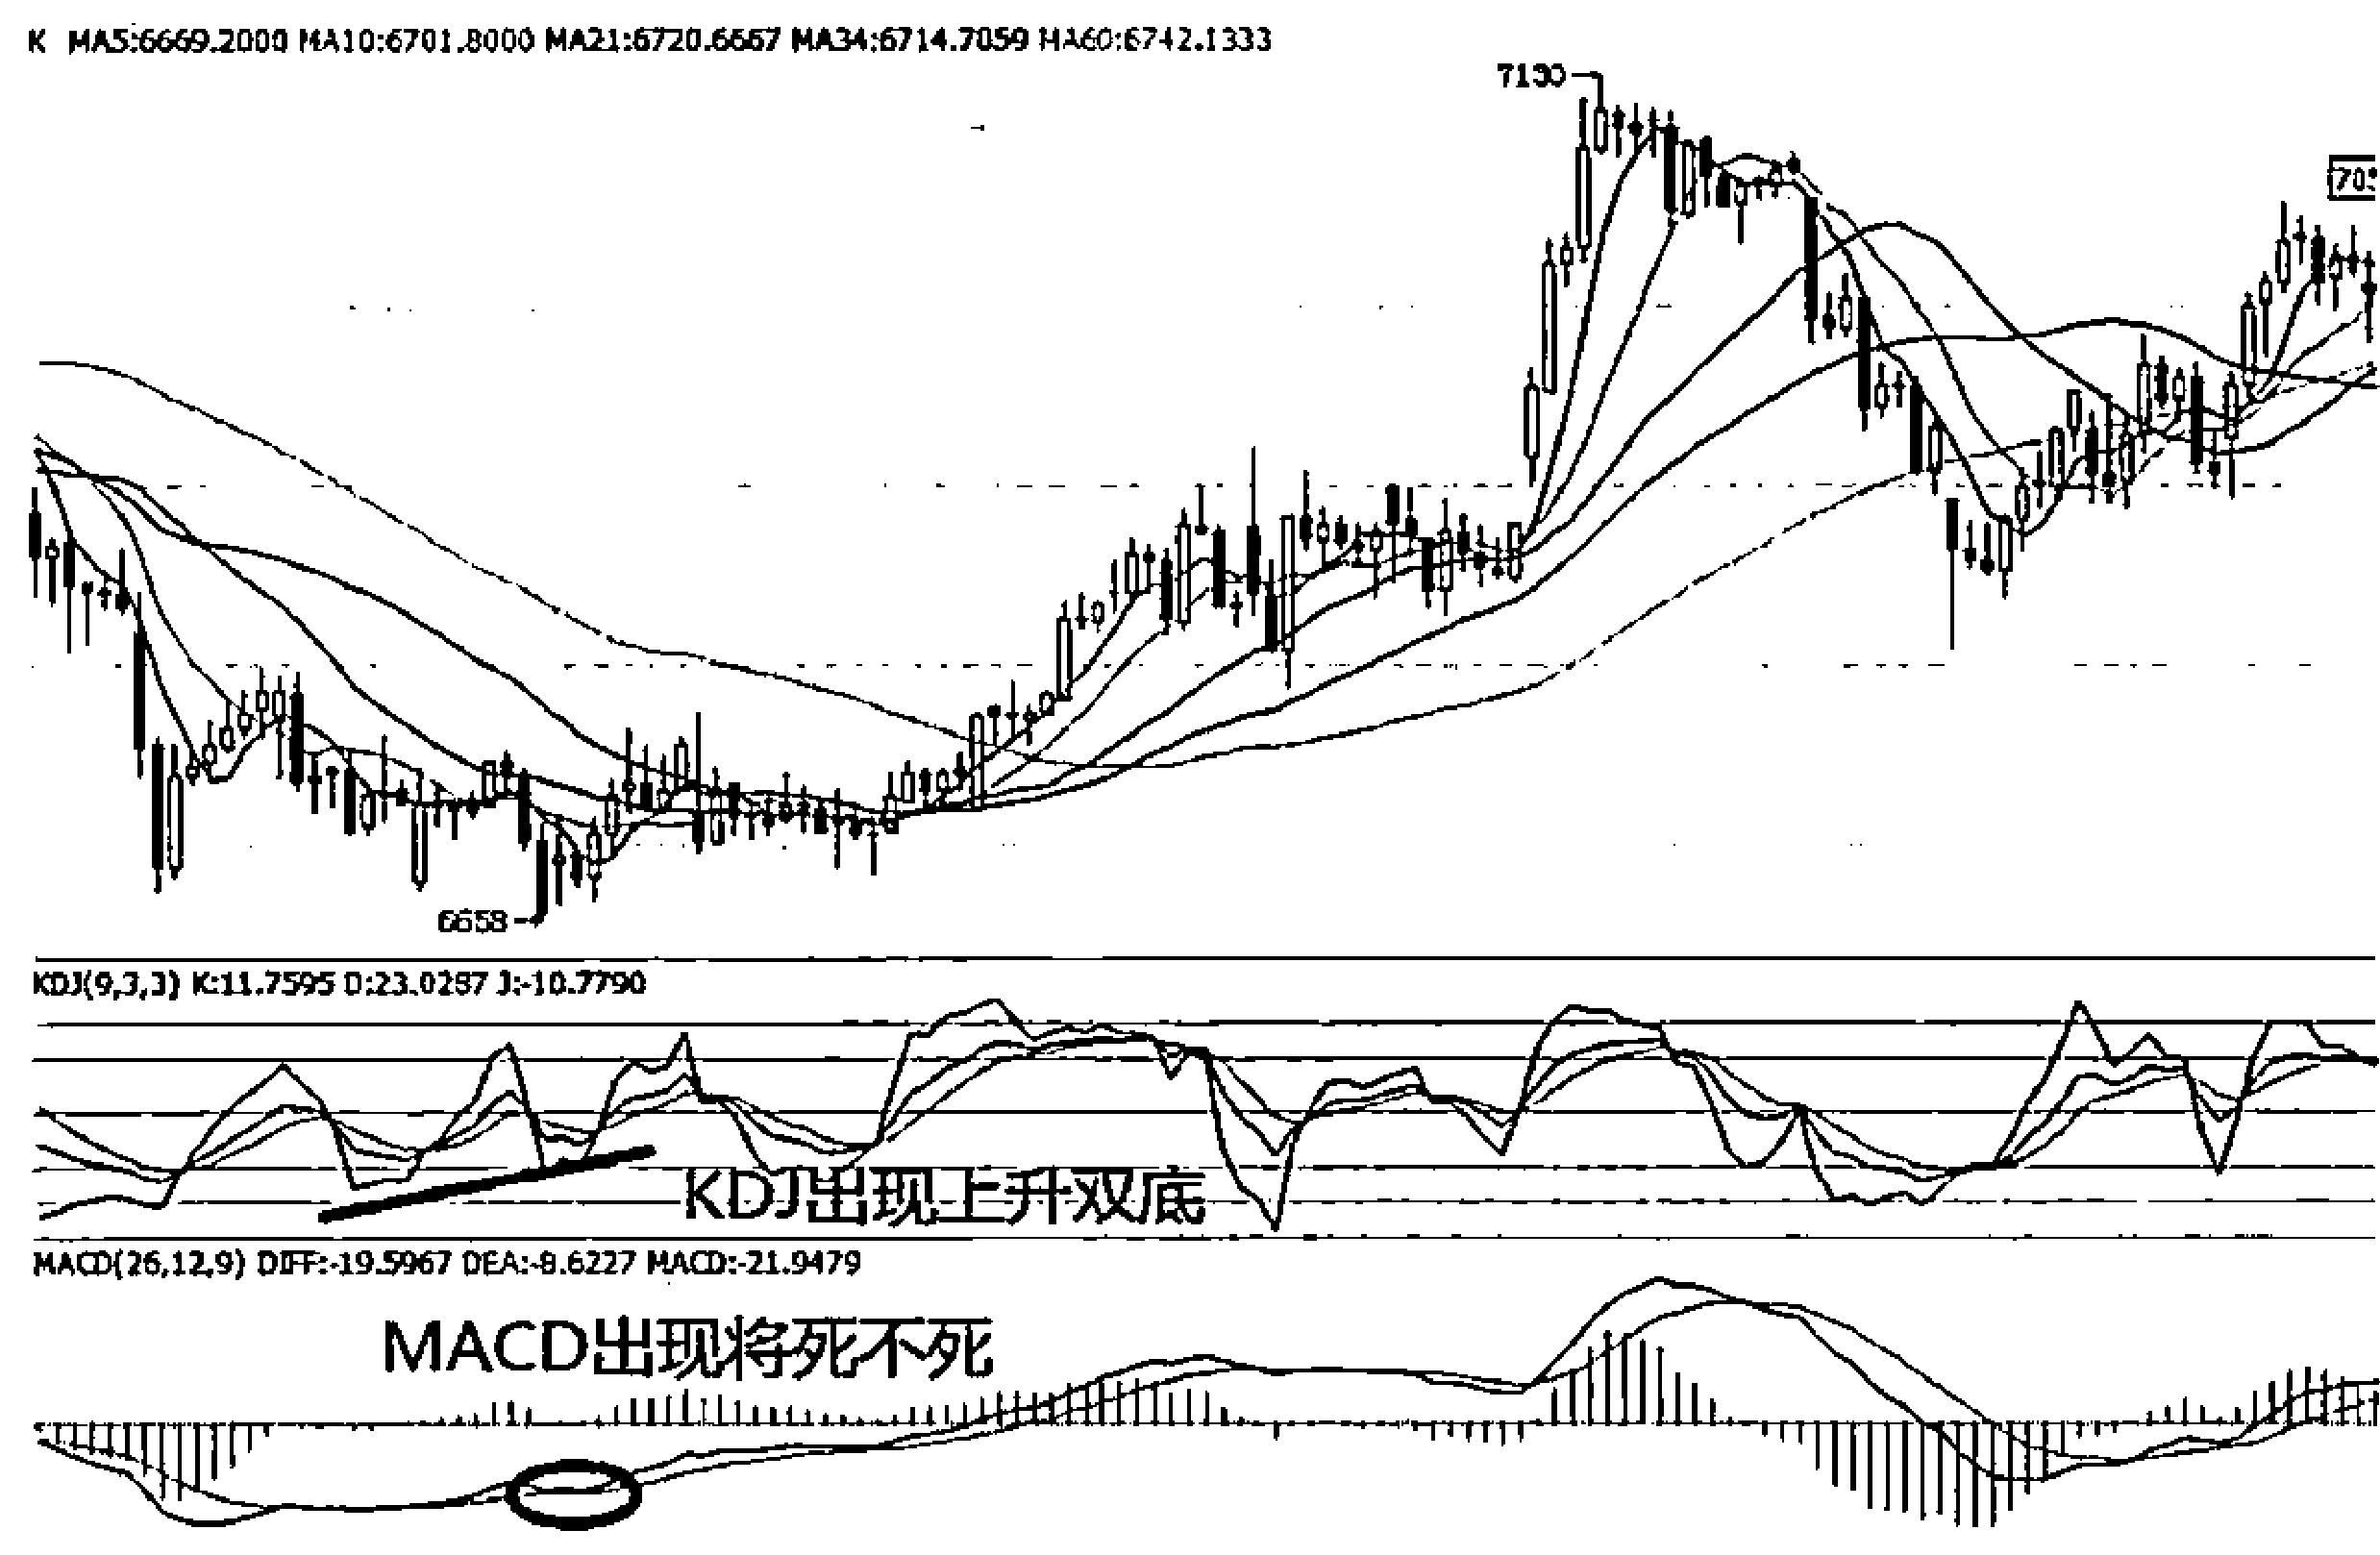 K MA5:6669.2000 MA10:6701.8000 MA21:6720.6667 MA34:6714.7059 MA60:6742.1333
7130
6658
KDJ(9,3,3) K:11.7595 D:23.0287 J:-10.7790
KDJ出现上升双底
MACD(26,12,9) DIFF:-19.5967 DEA:-8.6227 MACD:-21.9479
MACD出现将死不死